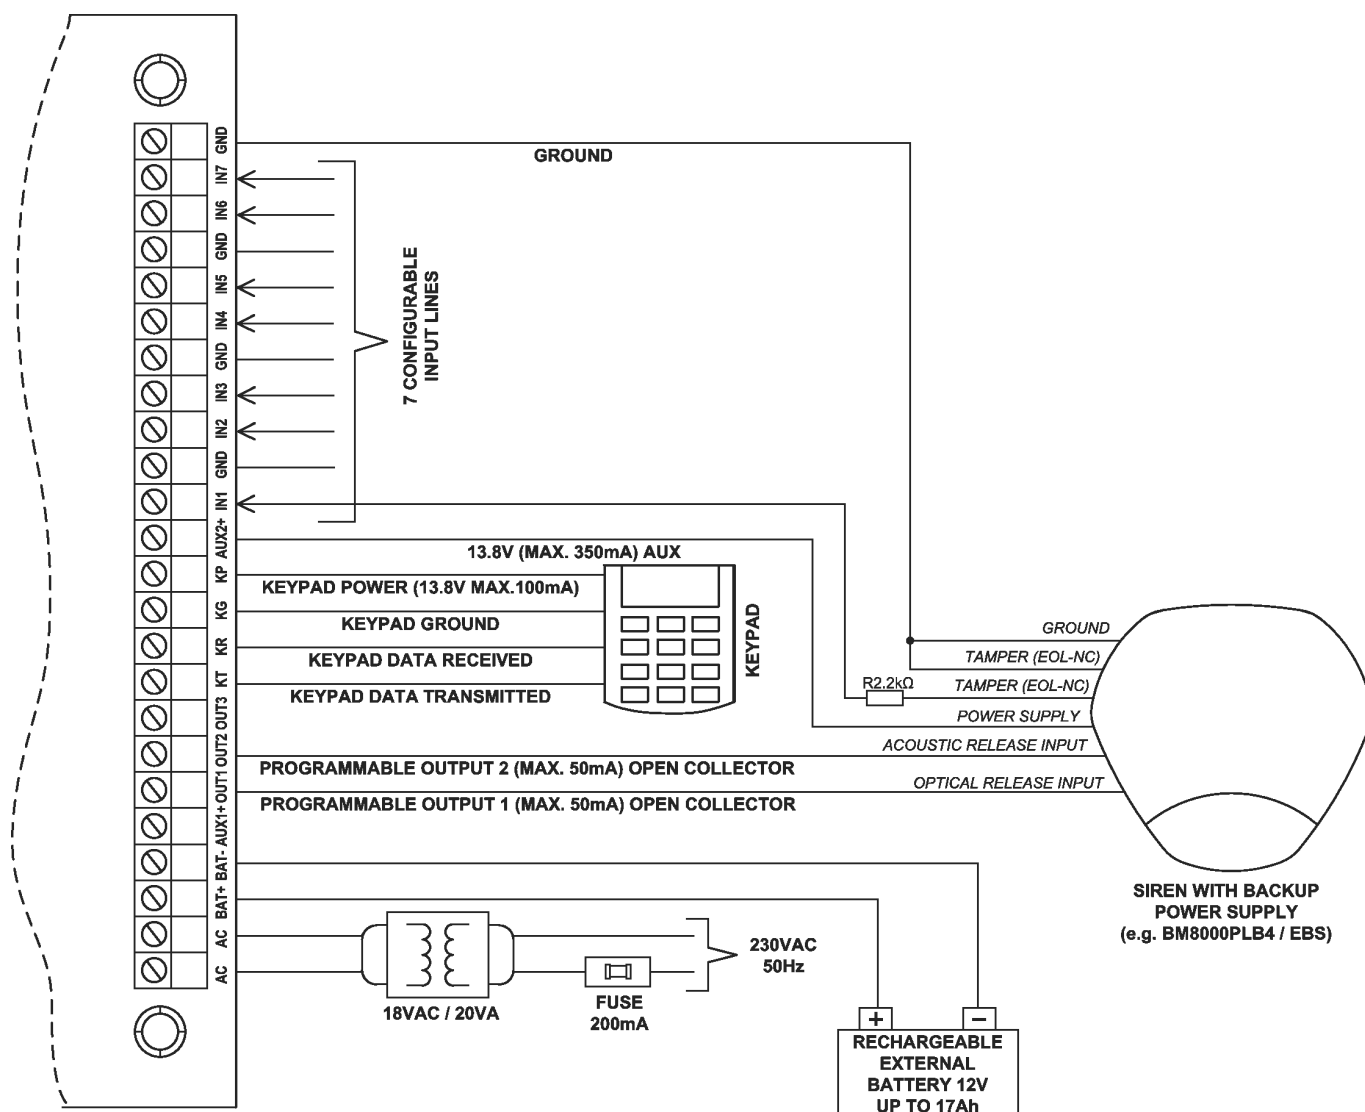 GND
GROUND
IN7
IN6
GND
IN5
IN4
GND
IN3
IN2
GND
IN1
7 CONFIGURABLE
INPUT LINES
AUX2+
13.8V (MAX. 350mA) AUX
KP
KEYPAD POWER (13.8V MAX.100mA)
KG
KEYPAD GROUND
KR
KEYPAD DATA RECEIVED
KT
KEYPAD DATA TRANSMITTED
KEYPAD
OUT3
OUT2
PROGRAMMABLE OUTPUT 2 (MAX. 50mA) OPEN COLLECTOR
OUT1
PROGRAMMABLE OUTPUT 1 (MAX. 50mA) OPEN COLLECTOR
AUX1+
BAT-
BAT+
AC
AC
GROUND
TAMPER (EOL-NC)
R2.2kΩ
TAMPER (EOL-NC)
POWER SUPPLY
ACOUSTIC RELEASE INPUT
OPTICAL RELEASE INPUT
SIREN WITH BACKUP
POWER SUPPLY
(e.g. BM8000PLB4 / EBS)
18VAC / 20VA
FUSE
200mA
230VAC
50Hz
+
−
RECHARGEABLE
EXTERNAL
BATTERY 12V
UP TO 17Ah